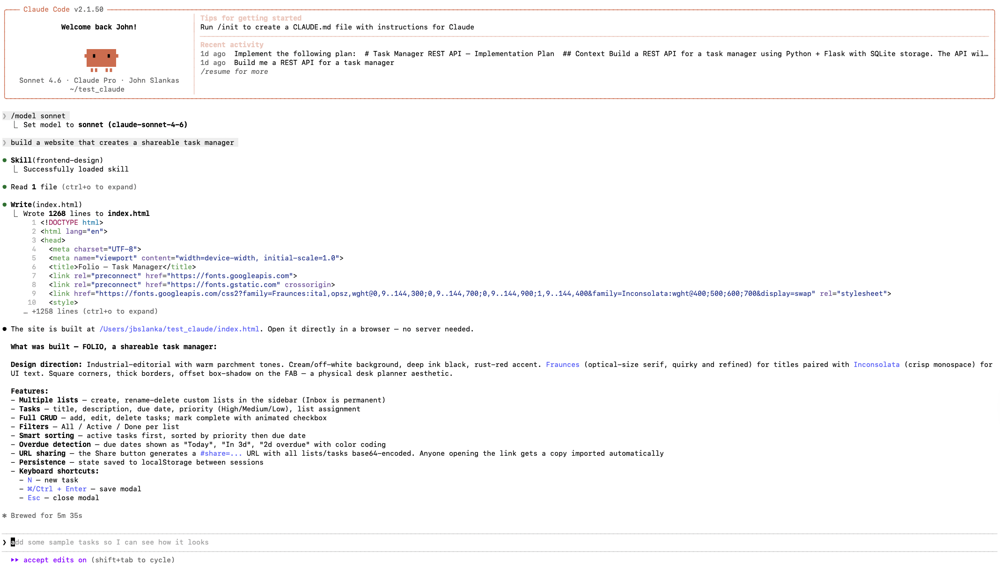 Claude Code v2.1.50
Welcome back John!
Sonnet 4.6 · Claude Pro · John Slankas
~/test_claude
Tips for getting started
Run /init to create a CLAUDE.md file with instructions for Claude
Recent activity
1d ago  Implement the following plan:  # Task Manager REST API — Implementation Plan  ## Context Build a REST API for a task manager using Python + Flask with SQLite storage. The API wil…
1d ago  Build me a REST API for a task manager
/resume for more
❯ /model sonnet
⎿ Set model to sonnet (claude-sonnet-4-6)
❯ build a website that creates a shareable task manager
● Skill(frontend-design)
⎿ Successfully loaded skill
● Read 1 file (ctrl+o to expand)
● Write(index.html)
⎿ Wrote 1268 lines to index.html
1 <!DOCTYPE html>
2 <html lang="en">
3 <head>
4   <meta charset="UTF-8">
5   <meta name="viewport" content="width=device-width, initial-scale=1.0">
6   <title>Folio — Task Manager</title>
7   <link rel="preconnect" href="https://fonts.googleapis.com">
8   <link rel="preconnect" href="https://fonts.gstatic.com" crossorigin>
9   <link href="https://fonts.googleapis.com/css2?family=Fraunces:ital,opsz,wght@0,9..144,300;0,9..144,700;0,9..144,900;1,9..144,400&family=Inconsolata:wght@400;500;600;700&display=swap" rel="stylesheet">
10   <style>
… +1258 lines (ctrl+o to expand)
● The site is built at /Users/jbslanka/test_claude/index.html. Open it directly in a browser — no server needed.
What was built — FOLIO, a shareable task manager:
Design direction: Industrial-editorial with warm parchment tones. Cream/off-white background, deep ink black, rust-red accent. Fraunces (optical-size serif, quirky and refined) for titles paired with Inconsolata (crisp monospace) for
UI text. Square corners, thick borders, offset box-shadow on the FAB — a physical desk planner aesthetic.
Features:
- Multiple lists — create, rename-delete custom lists in the sidebar (Inbox is permanent)
- Tasks — title, description, due date, priority (High/Medium/Low), list assignment
- Full CRUD — add, edit, delete tasks; mark complete with animated checkbox
- Filters — All / Active / Done per list
- Smart sorting — active tasks first, sorted by priority then due date
- Overdue detection — due dates shown as "Today", "In 3d", "2d overdue" with color coding
- URL sharing — the Share button generates a #share=... URL with all lists/tasks base64-encoded. Anyone opening the link gets a copy imported automatically
- Persistence — state saved to localStorage between sessions
- Keyboard shortcuts:
- N — new task
- ⌘/Ctrl + Enter — save modal
- Esc — close modal
✻ Brewed for 5m 35s
❯ add some sample tasks so I can see how it looks
⏵⏵ accept edits on (shift+tab to cycle)